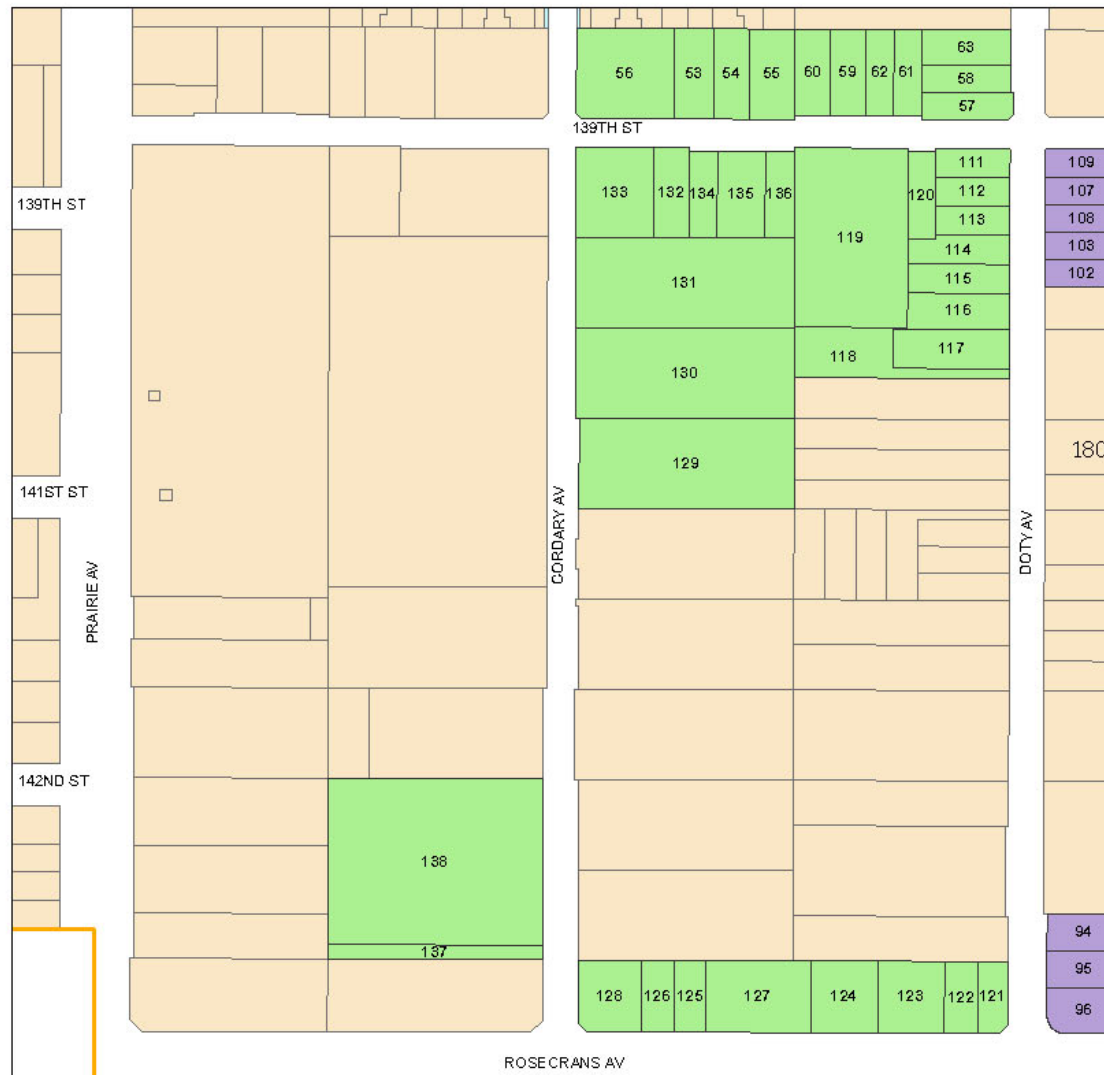 63
56 53 54 55 60 59 62 61
58
57
139TH ST
111 109
133 132 134 135 136 120 112 107
139TH ST
113 108
119
114 103
115 102
131
116
117
118
130
180
129
141ST ST
CORDARY AV
DOTY AV
PRAIRIE AV
142ND ST
138
94
137
95
128 126 125 127 124 123 122 121
96
ROSECRANS AV